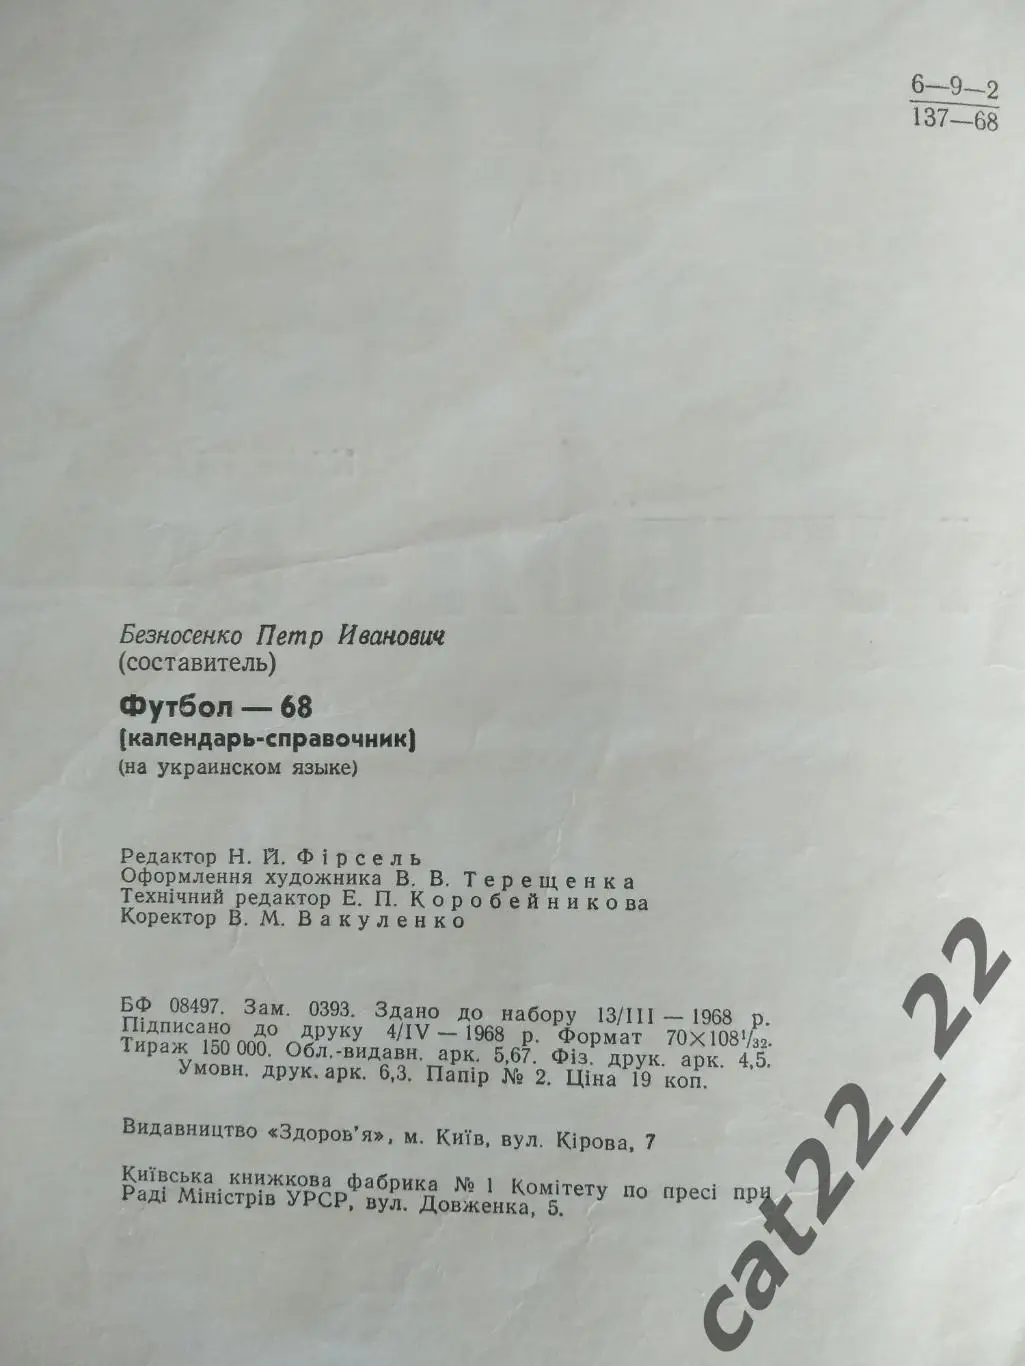 6—9—2
137—68
Безносенко Петр Иванович
(составитель)
Футбол — 68
(календарь-справочник)
(на украинском языке)
Редактор Н. Й. Фірсель
Оформлення художника В. В. Терещенка
Технічний редактор Е. П. Коробейникова
Коректор В. М. Вакуленко
БФ 08497. Зам. 0393. Здано до набору 13/III — 1968 р.
Підписано до друку 4/IV — 1968 р. Формат 70×108¹/₃₂.
Тираж 150 000. Обл.-видавн. арк. 5,67. Фіз. друк. арк. 4,5.
Умовн. друк. арк. 6,3. Папір № 2. Ціна 19 коп.
Видавництво «Здоров'я», м. Київ, вул. Кірова, 7
Київська книжкова фабрика № 1 Комітету по пресі при
Раді Міністрів УРСР, вул. Довженка, 5.
cat22_22